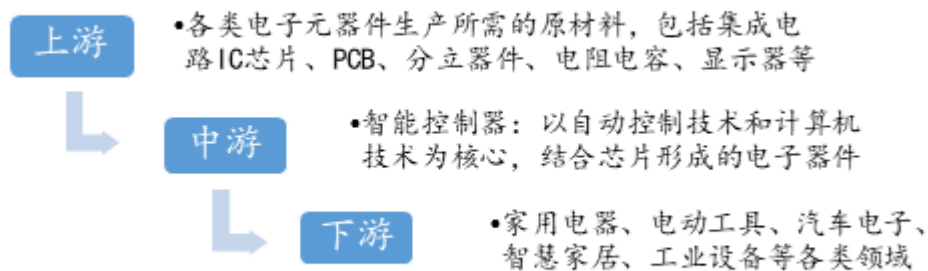 上游
•各类电子元器件生产所需的原材料，包括集成电
路IC芯片、PCB、分立器件、电阻电容、显示器等
中游
•智能控制器：以自动控制技术和计算机
技术为核心，结合芯片形成的电子器件
下游
•家用电器、电动工具、汽车电子、
智慧家居、工业设备等各类领域